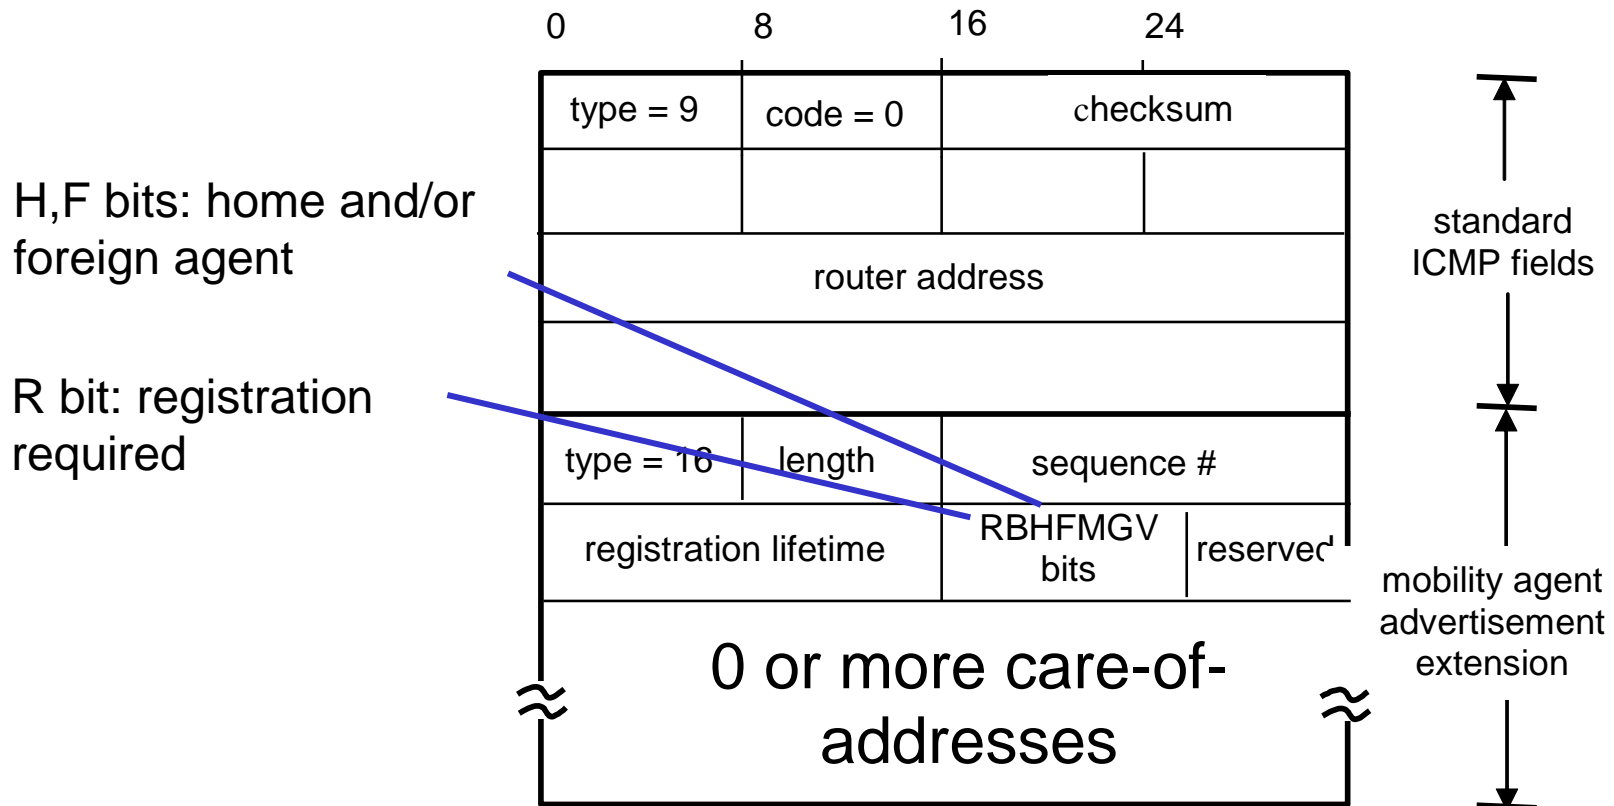 0 8 16 24
type = 9 code = 0 checksum
H,F bits: home and/or
foreign agent
router address
standard
ICMP fields
R bit: registration
required
type = 16 length sequence #
registration lifetime
RBHFMGV
bits
reserved
mobility agent
advertisement
extension
0 or more care-of-
addresses